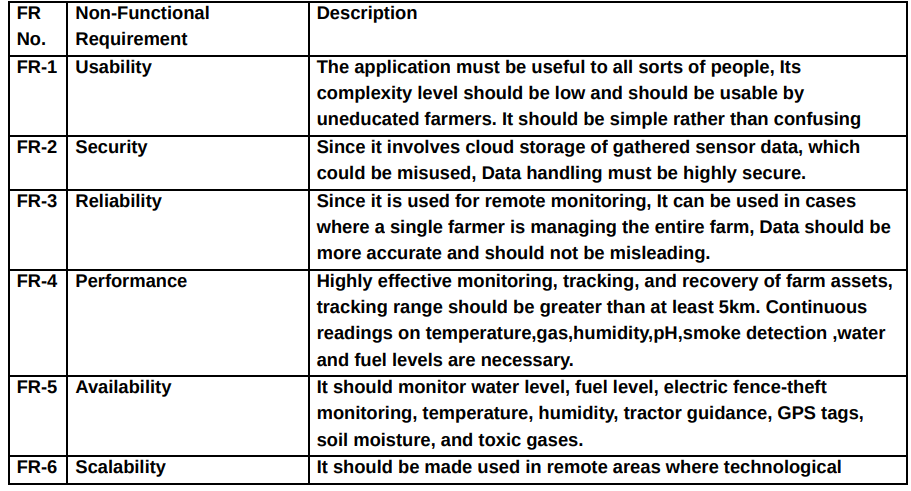 FR Non-Functional Description
No. Requirement
FR-1 Usability The application must be useful to all sorts of people, Its
complexity level should be low and should be usable by
uneducated farmers. It should be simple rather than confusing
FR-2 Security Since it involves cloud storage of gathered sensor data, which
could be misused, Data handling must be highly secure.
FR-3 Reliability Since it is used for remote monitoring, It can be used in cases
where a single farmer is managing the entire farm, Data should be
more accurate and should not be misleading.
FR-4 Performance Highly effective monitoring, tracking, and recovery of farm assets,
tracking range should be greater than at least 5km. Continuous
readings on temperature,gas,humidity,pH,smoke detection ,water
and fuel levels are necessary.
FR-5 Availability It should monitor water level, fuel level, electric fence-theft
monitoring, temperature, humidity, tractor guidance, GPS tags,
soil moisture, and toxic gases.
FR-6 Scalability It should be made used in remote areas where technological